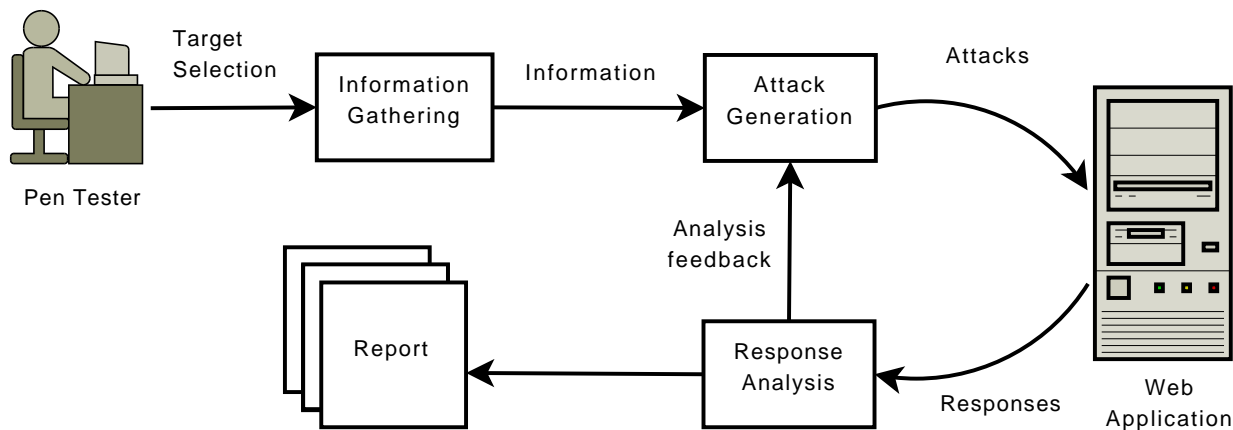 Target
Selection
Information
Gathering
Information
Attack
Generation
Attacks
Pen Tester
Analysis
feedback
Report
Response
Analysis
Responses
Web
Application